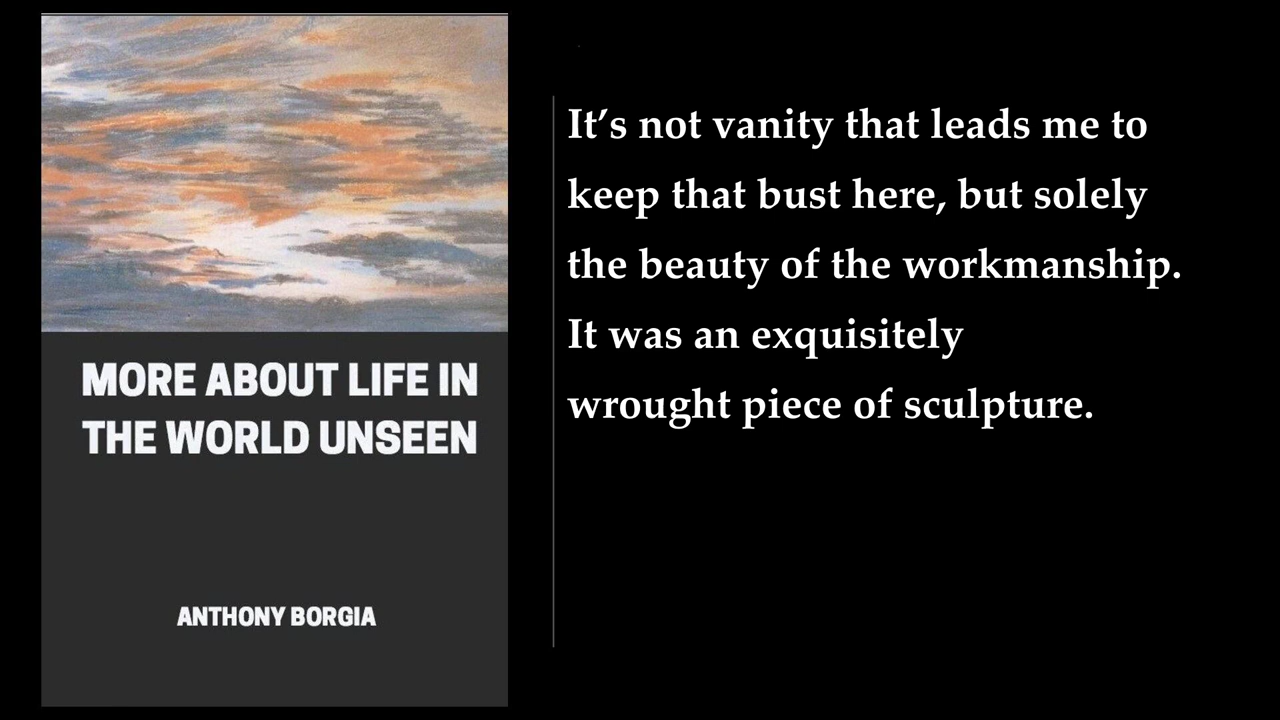 MORE ABOUT LIFE IN
THE WORLD UNSEEN
ANTHONY BORGIA
It’s not vanity that leads me to
keep that bust here, but solely
the beauty of the workmanship.
It was an exquisitely
wrought piece of sculpture.